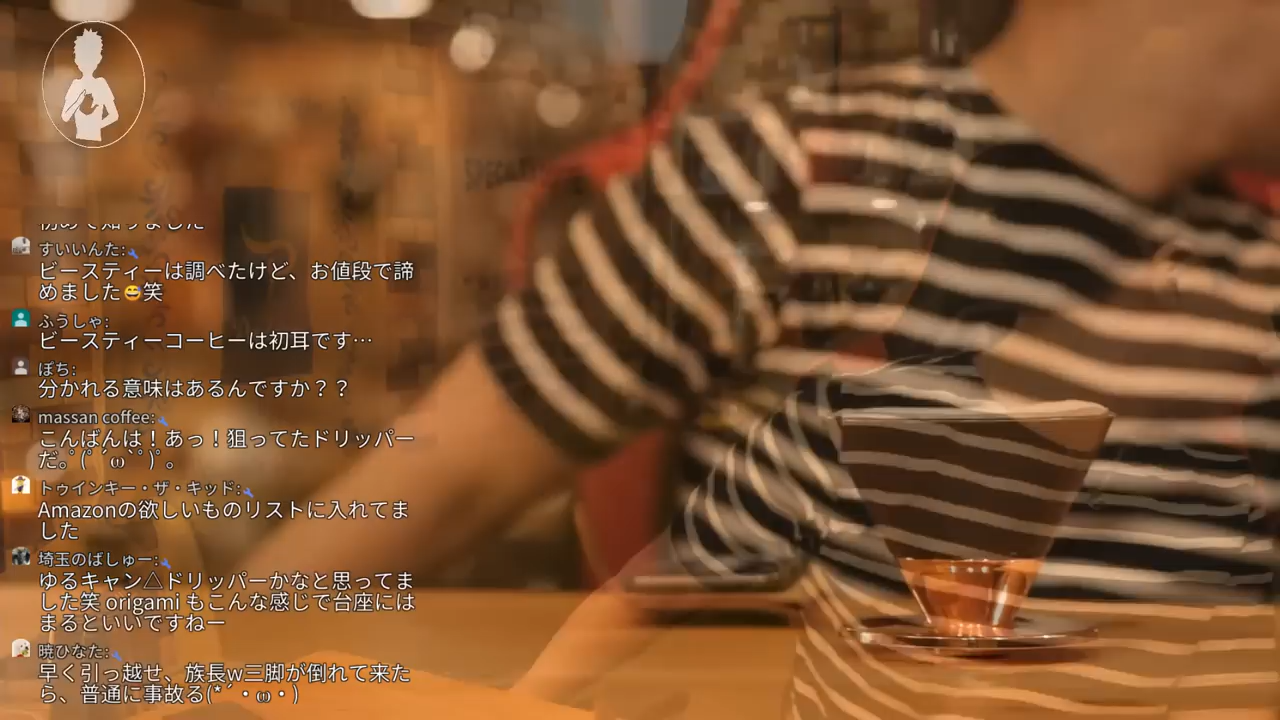 初めて知りました
すいいんた:
ビースティーは調べたけど、お値段で諦
めました😅笑
ふうしゃ:
ビースティーコーヒーは初耳です…
ぽち:
分かれる意味はあるんですか？？
massan coffee:
こんばんは！あっ！狙ってたドリッパー
だ｡ﾟ(ﾟ´ω`ﾟ)ﾟ｡
トゥインキー・ザ・キッド:
Amazonの欲しいものリストに入れてま
した
埼玉のばしゅー:
ゆるキャン△ドリッパーかなと思ってま
した笑 origami もこんな感じで台座には
まるといいですねー
暁ひなた:
早く引っ越せ、族長w三脚が倒れて来た
ら、普通に事故る(*´・ω・)